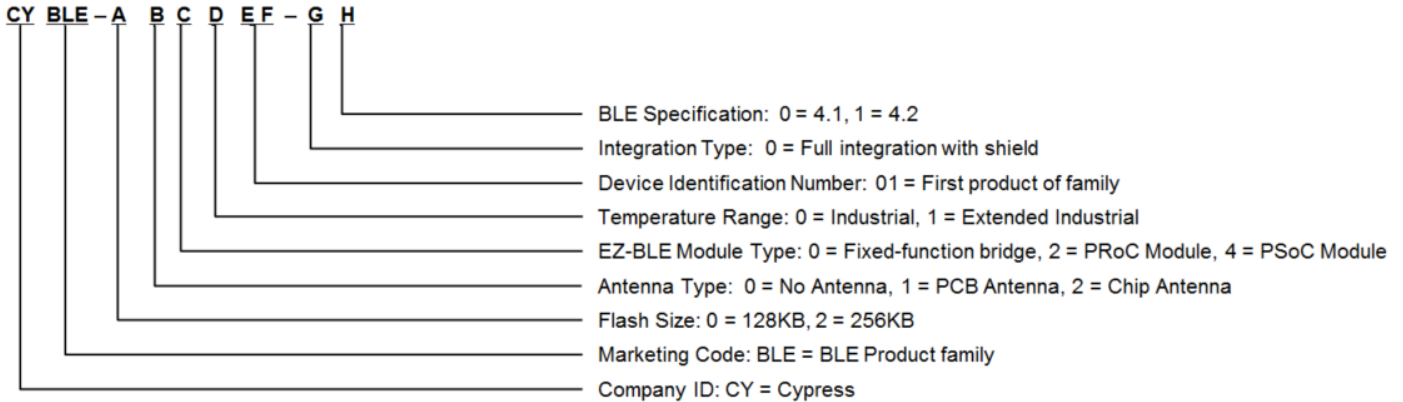 CY BLE – A B C D E F – G H
BLE Specification: 0 = 4.1, 1 = 4.2
Integration Type: 0 = Full integration with shield
Device Identification Number: 01 = First product of family
Temperature Range: 0 = Industrial, 1 = Extended Industrial
EZ-BLE Module Type: 0 = Fixed-function bridge, 2 = PRoC Module, 4 = PSoC Module
Antenna Type: 0 = No Antenna, 1 = PCB Antenna, 2 = Chip Antenna
Flash Size: 0 = 128KB, 2 = 256KB
Marketing Code: BLE = BLE Product family
Company ID: CY = Cypress